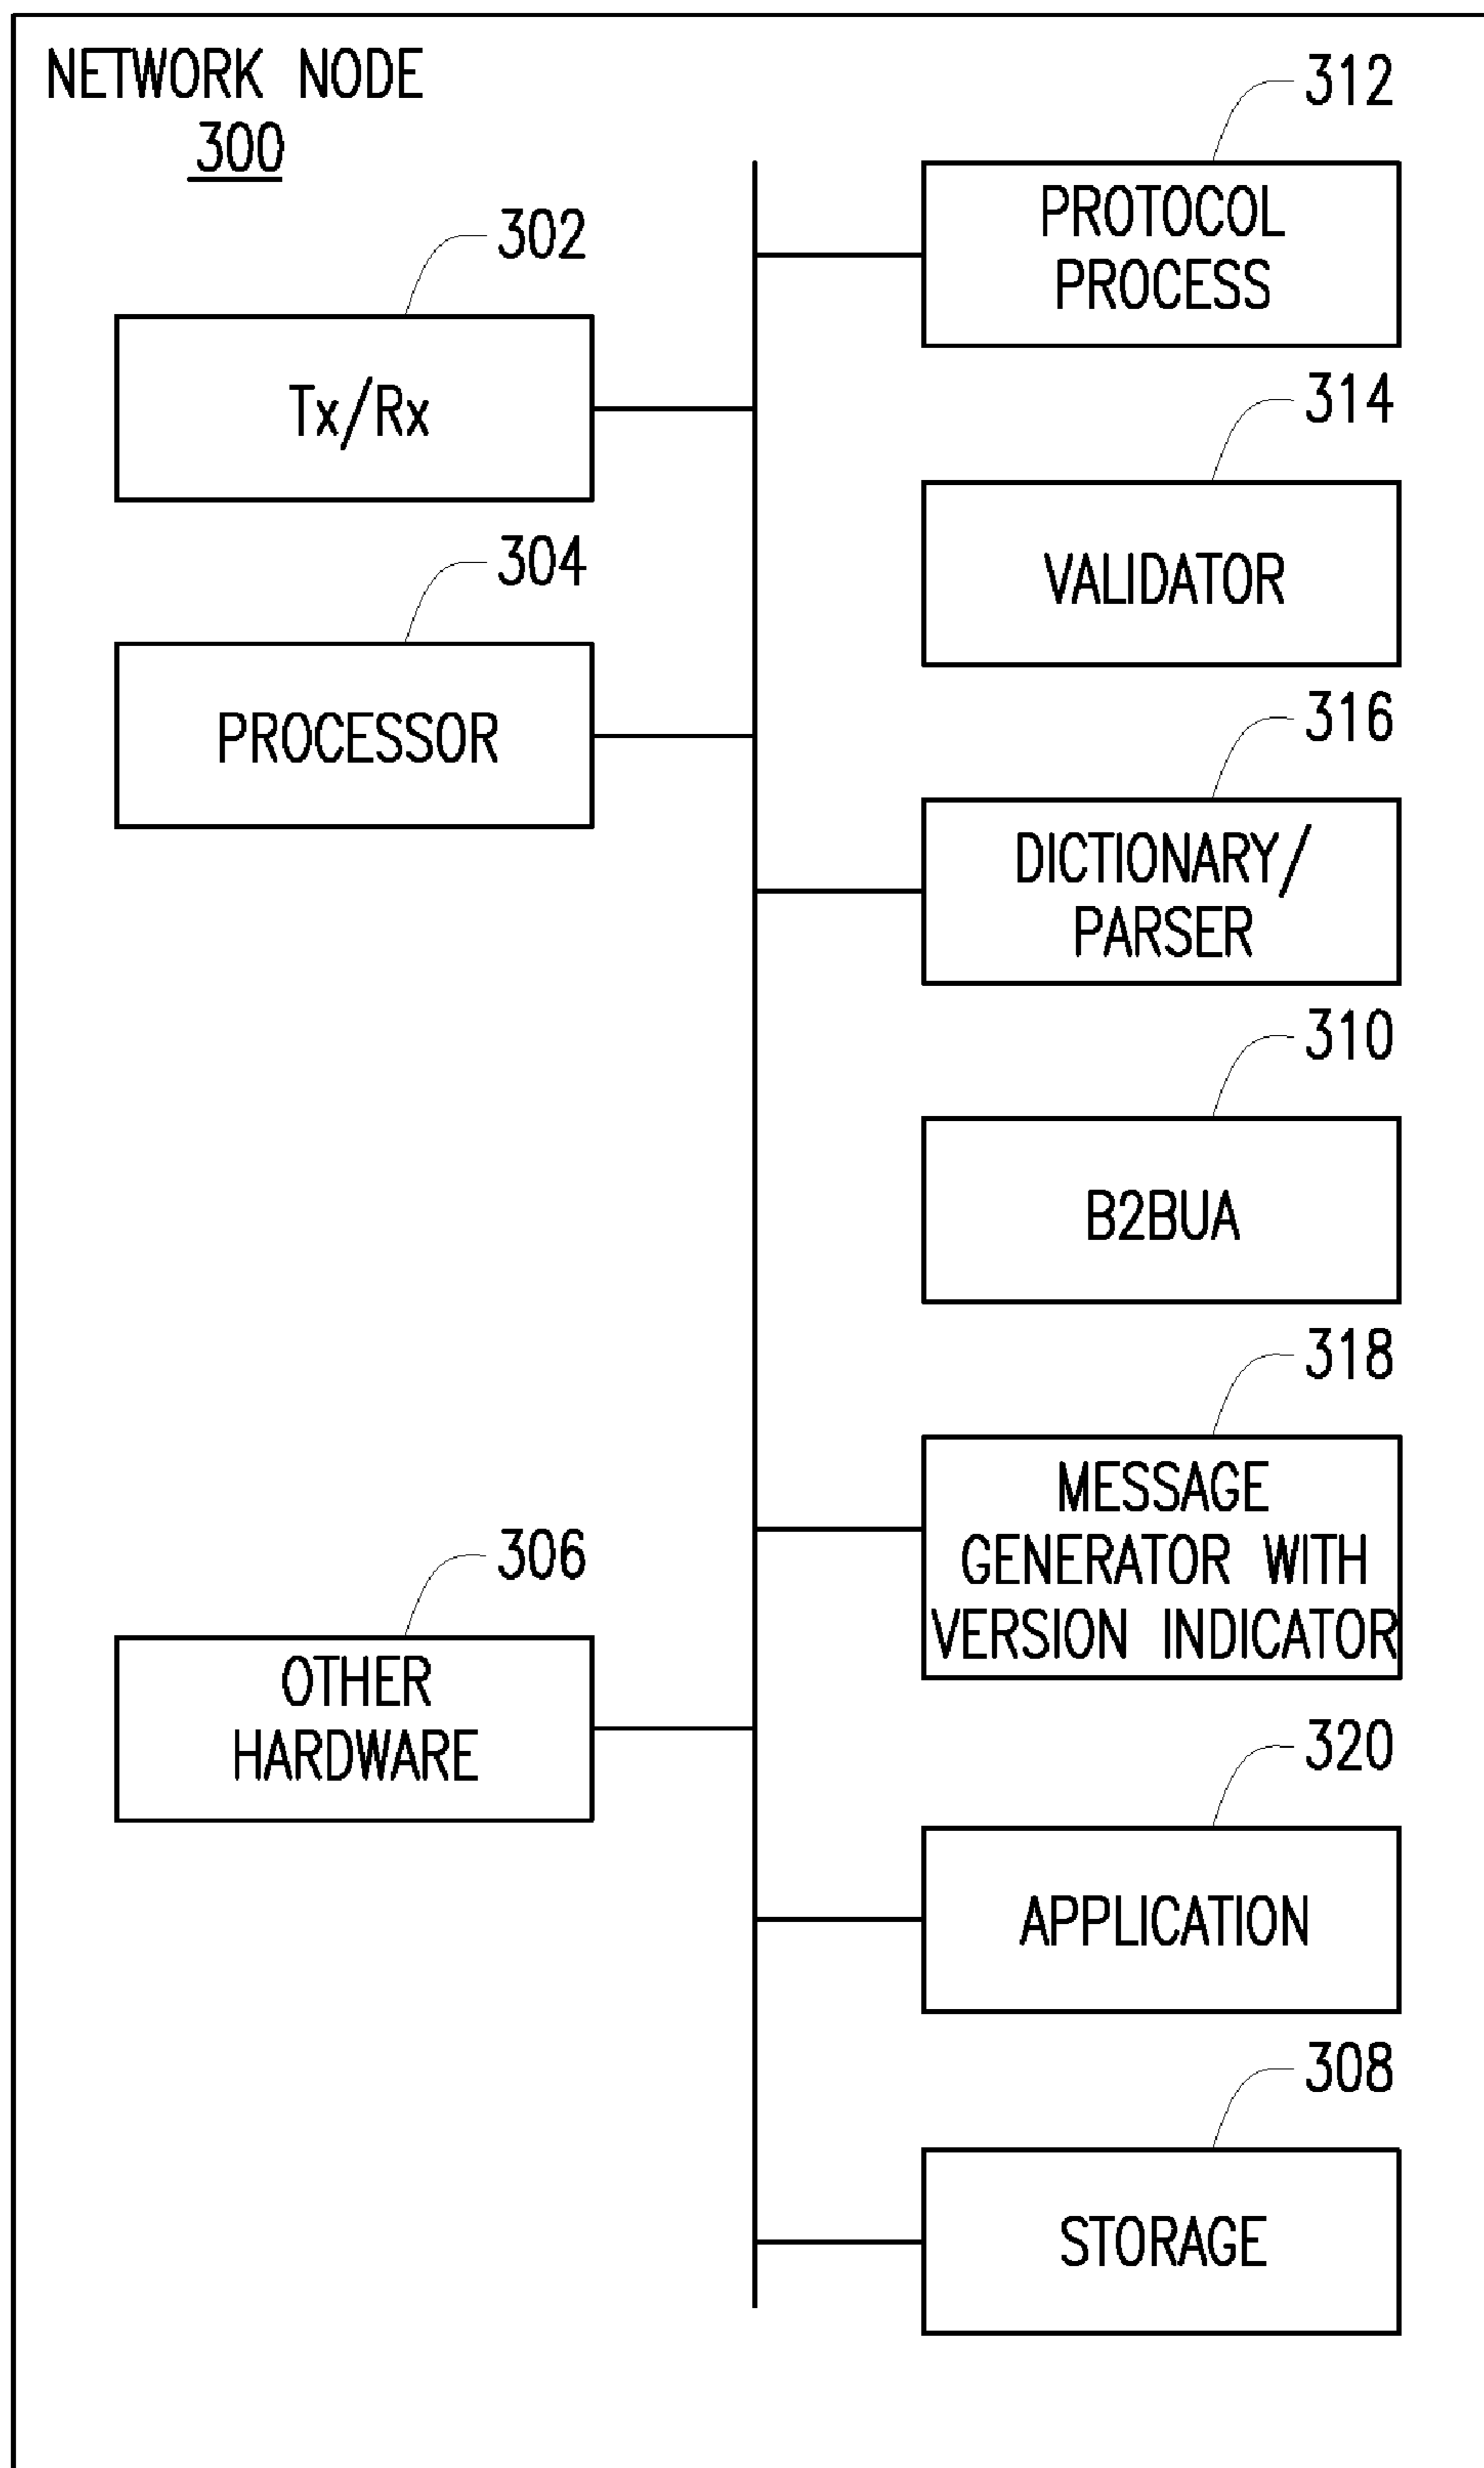 NETWORK NODE
300
302
Tx/Rx
304
PROCESSOR
306
OTHER
HARDWARE
312
PROTOCOL
PROCESS
314
VALIDATOR
316
DICTIONARY/
PARSER
310
B2BUA
318
MESSAGE
GENERATOR WITH
VERSION INDICATOR
320
APPLICATION
308
STORAGE